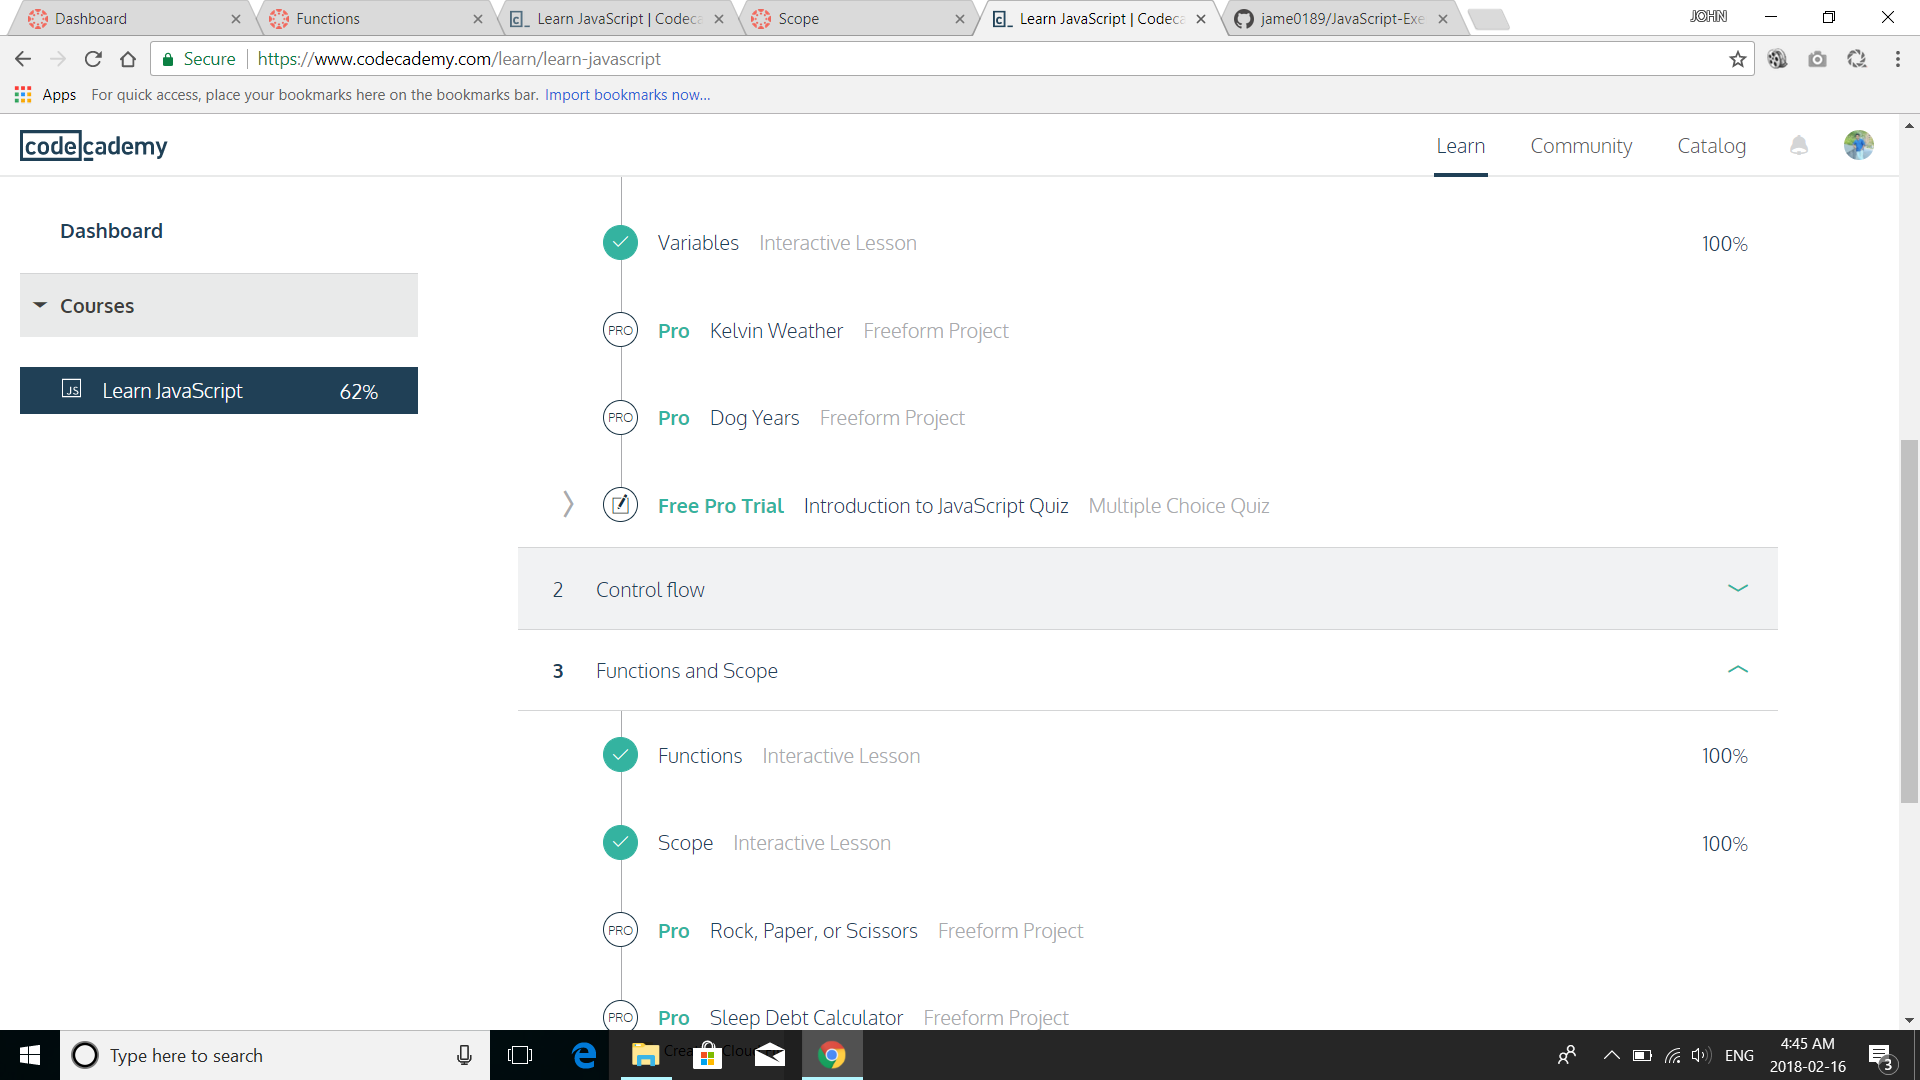 Dashboard
Functions
Learn JavaScript | Codeca
Scope
Learn JavaScript | Codeca
jame0189/JavaScript-Exe
JOHN
Secure
https://www.codecademy.com/learn/learn-javascript
Apps
For quick access, place your bookmarks here on the bookmarks bar. Import bookmarks now...
codecademy
Learn
Community
Catalog
Dashboard
Courses
JS Learn JavaScript 62%
Variables Interactive Lesson 100%
PRO Pro Kelvin Weather Freeform Project
PRO Pro Dog Years Freeform Project
Free Pro Trial Introduction to JavaScript Quiz Multiple Choice Quiz
2 Control flow
3 Functions and Scope
Functions Interactive Lesson 100%
Scope Interactive Lesson 100%
PRO Pro Rock, Paper, or Scissors Freeform Project
PRO Pro Sleep Debt Calculator Freeform Project
Type here to search
ENG
4:45 AM
2018-02-16
3